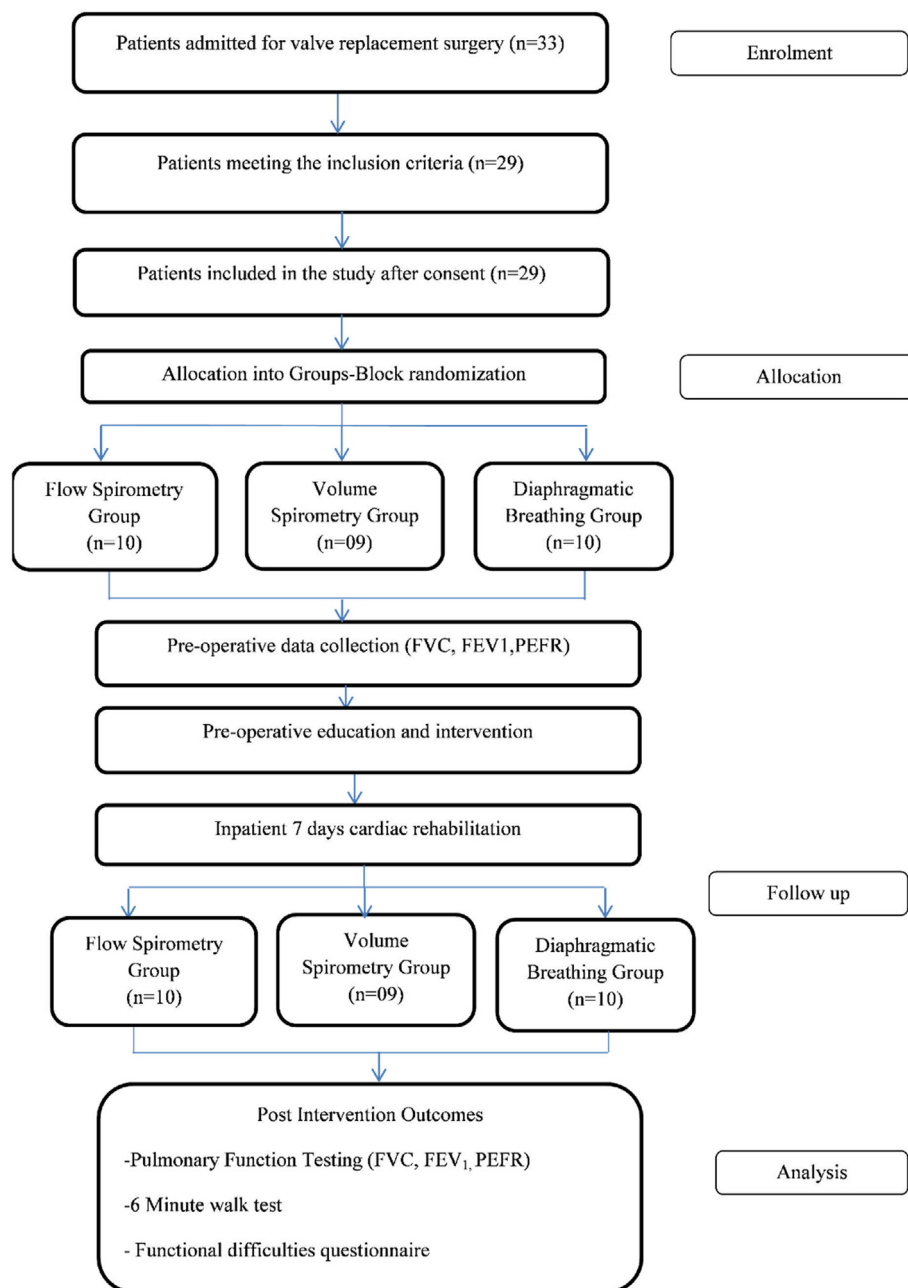 Patients admitted for valve replacement surgery (n=33)
Enrolment
Patients meeting the inclusion criteria (n=29)
Patients included in the study after consent (n=29)
Allocation into Groups-Block randomization
Allocation
Flow Spirometry
Group
(n=10)
Volume
Spirometry Group
(n=09)
Diaphragmatic
Breathing Group
(n=10)
Pre-operative data collection (FVC, FEV1,PEFR)
Pre-operative education and intervention
Inpatient 7 days cardiac rehabilitation
Follow up
Flow Spirometry
Group
(n=10)
Volume
Spirometry Group
(n=09)
Diaphragmatic
Breathing Group
(n=10)
Post Intervention Outcomes
-Pulmonary Function Testing (FVC, FEV1, PEFR)
-6 Minute walk test
- Functional difficulties questionnaire
Analysis